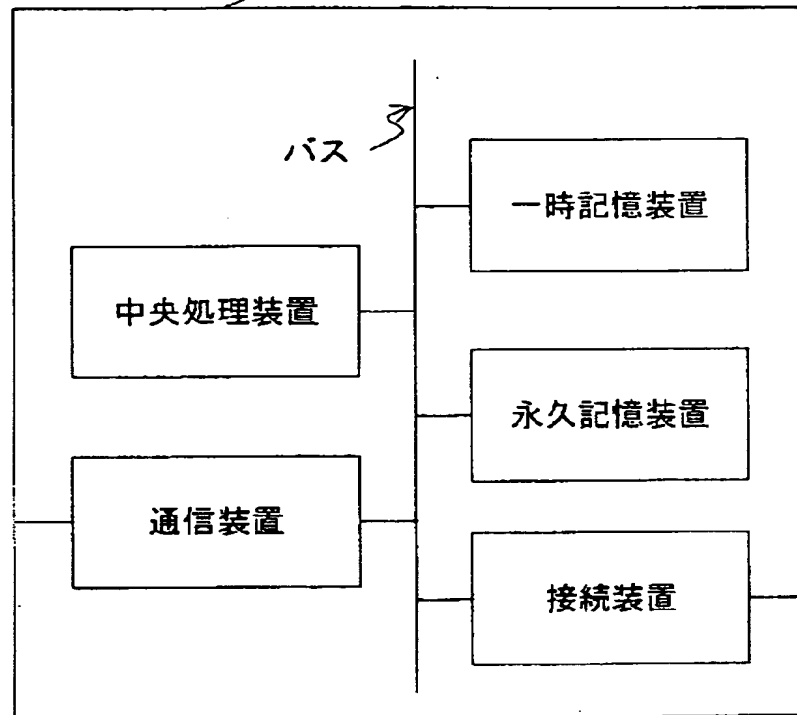 バス
一時記憶装置
中央処理装置
永久記憶装置
通信装置
接続装置